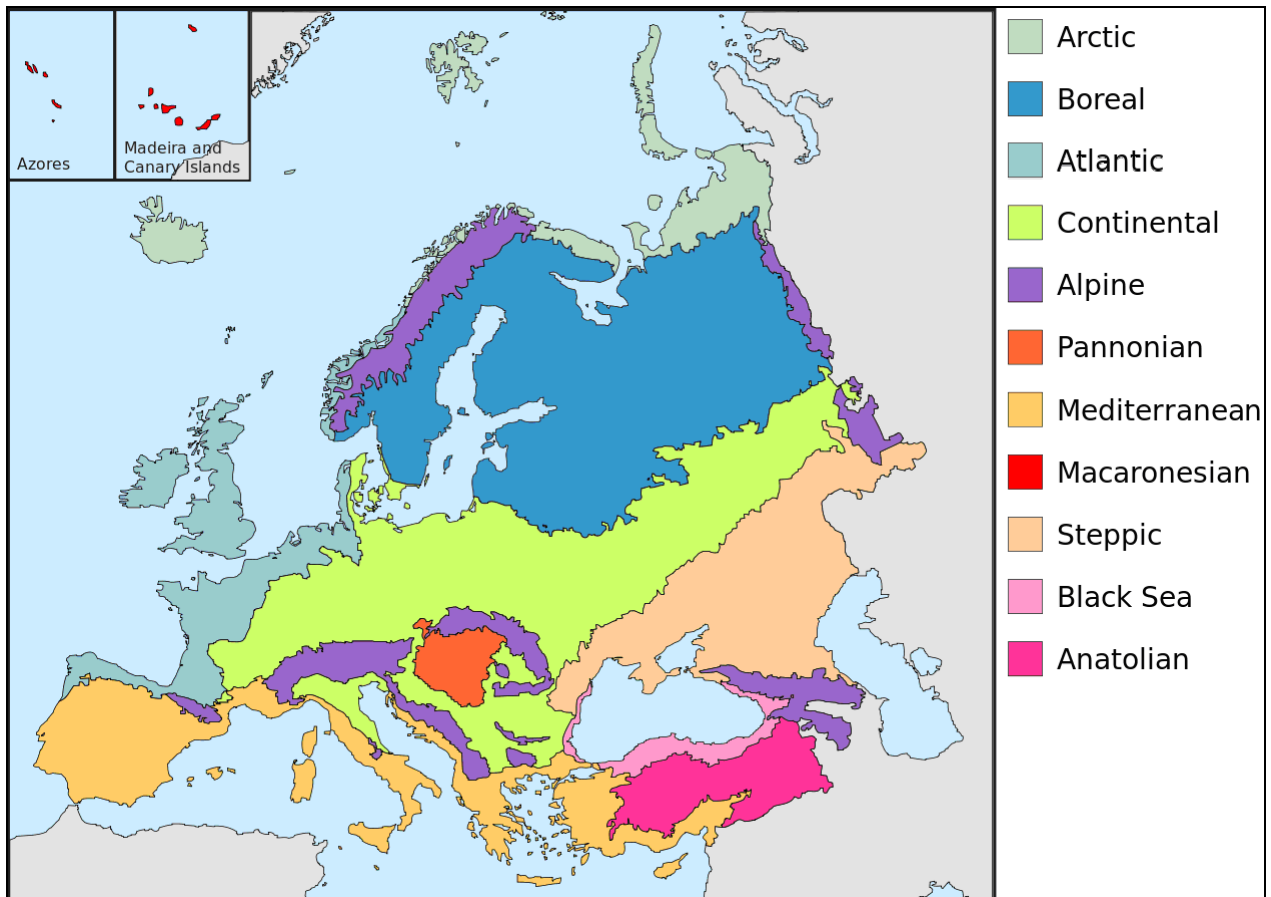 Azores
Madeira and
Canary Islands
Arctic
Boreal
Atlantic
Continental
Alpine
Pannonian
Mediterranean
Macaronesian
Steppic
Black Sea
Anatolian